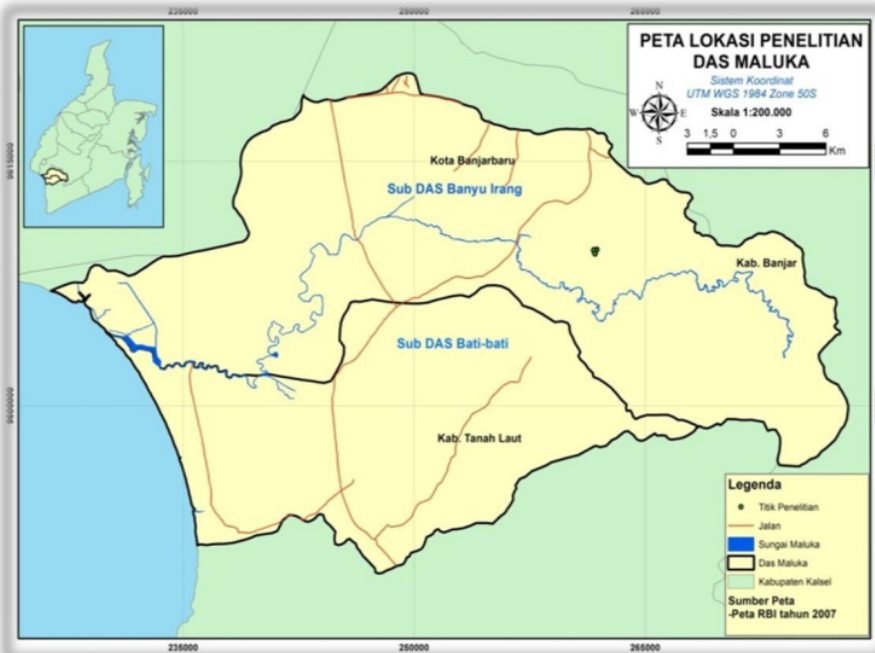 235000
250000
265000
PETA LOKASI PENELITIAN
DAS MALUKA
Sistem Koordinat
UTM WGS 1984 Zone 50S
Skala 1:200.000
N
W
E
S
3 1,5 0 3 6
Km
9615000
Kota Banjarbaru
Sub DAS Banyu Irang
Kab. Banjar
Sub DAS Bati-bati
9600000
Kab. Tanah Laut
Legenda
Titik Penelitian
Jalan
Sungai Maluka
Das Maluka
Kabupaten Kalsel
Sumber Peta
-Peta RBI tahun 2007
235000
250000
265000